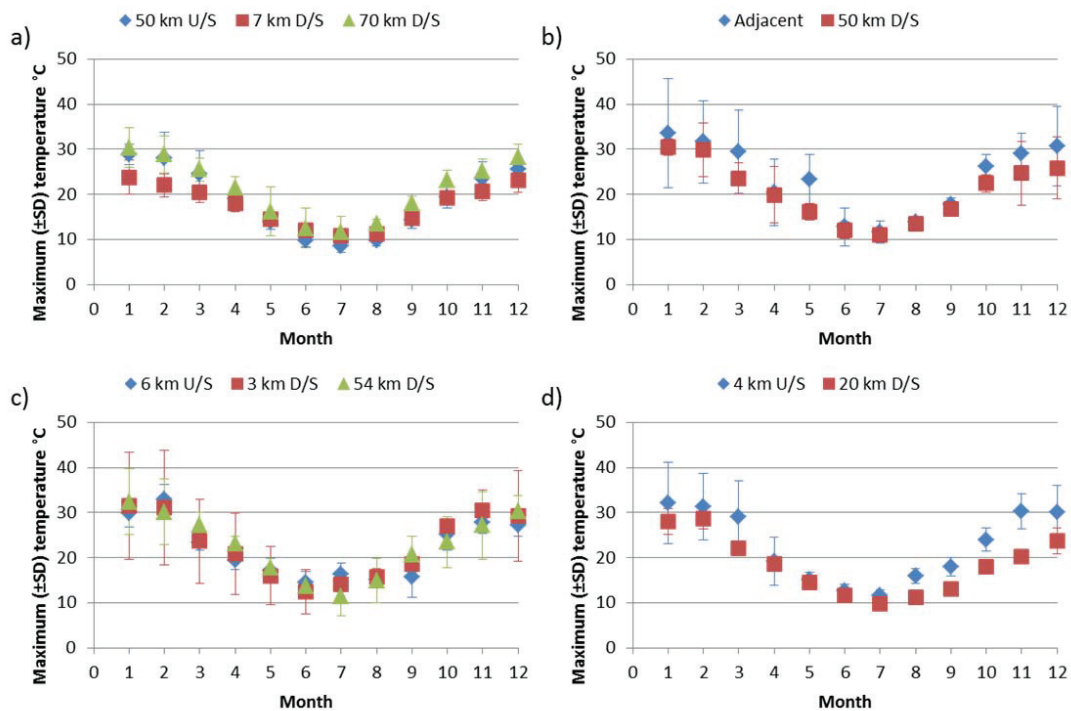 a)
50 km U/S 7 km D/S 70 km D/S
Maximum (±SD) temperature ˚C
50
40
30
20
10
0
0 1 2 3 4 5 6 7 8 9 10 11 12
Month
b)
Adjacent 50 km D/S
Maximum (±SD) temperature ˚C
50
40
30
20
10
0
0 1 2 3 4 5 6 7 8 9 10 11 12
Month
c)
6 km U/S 3 km D/S 54 km D/S
Maximum (±SD) temperature ˚C
50
40
30
20
10
0
0 1 2 3 4 5 6 7 8 9 10 11 12
Month
d)
4 km U/S 20 km D/S
Maximum (±SD) temperature ˚C
50
40
30
20
10
0
0 1 2 3 4 5 6 7 8 9 10 11 12
Month